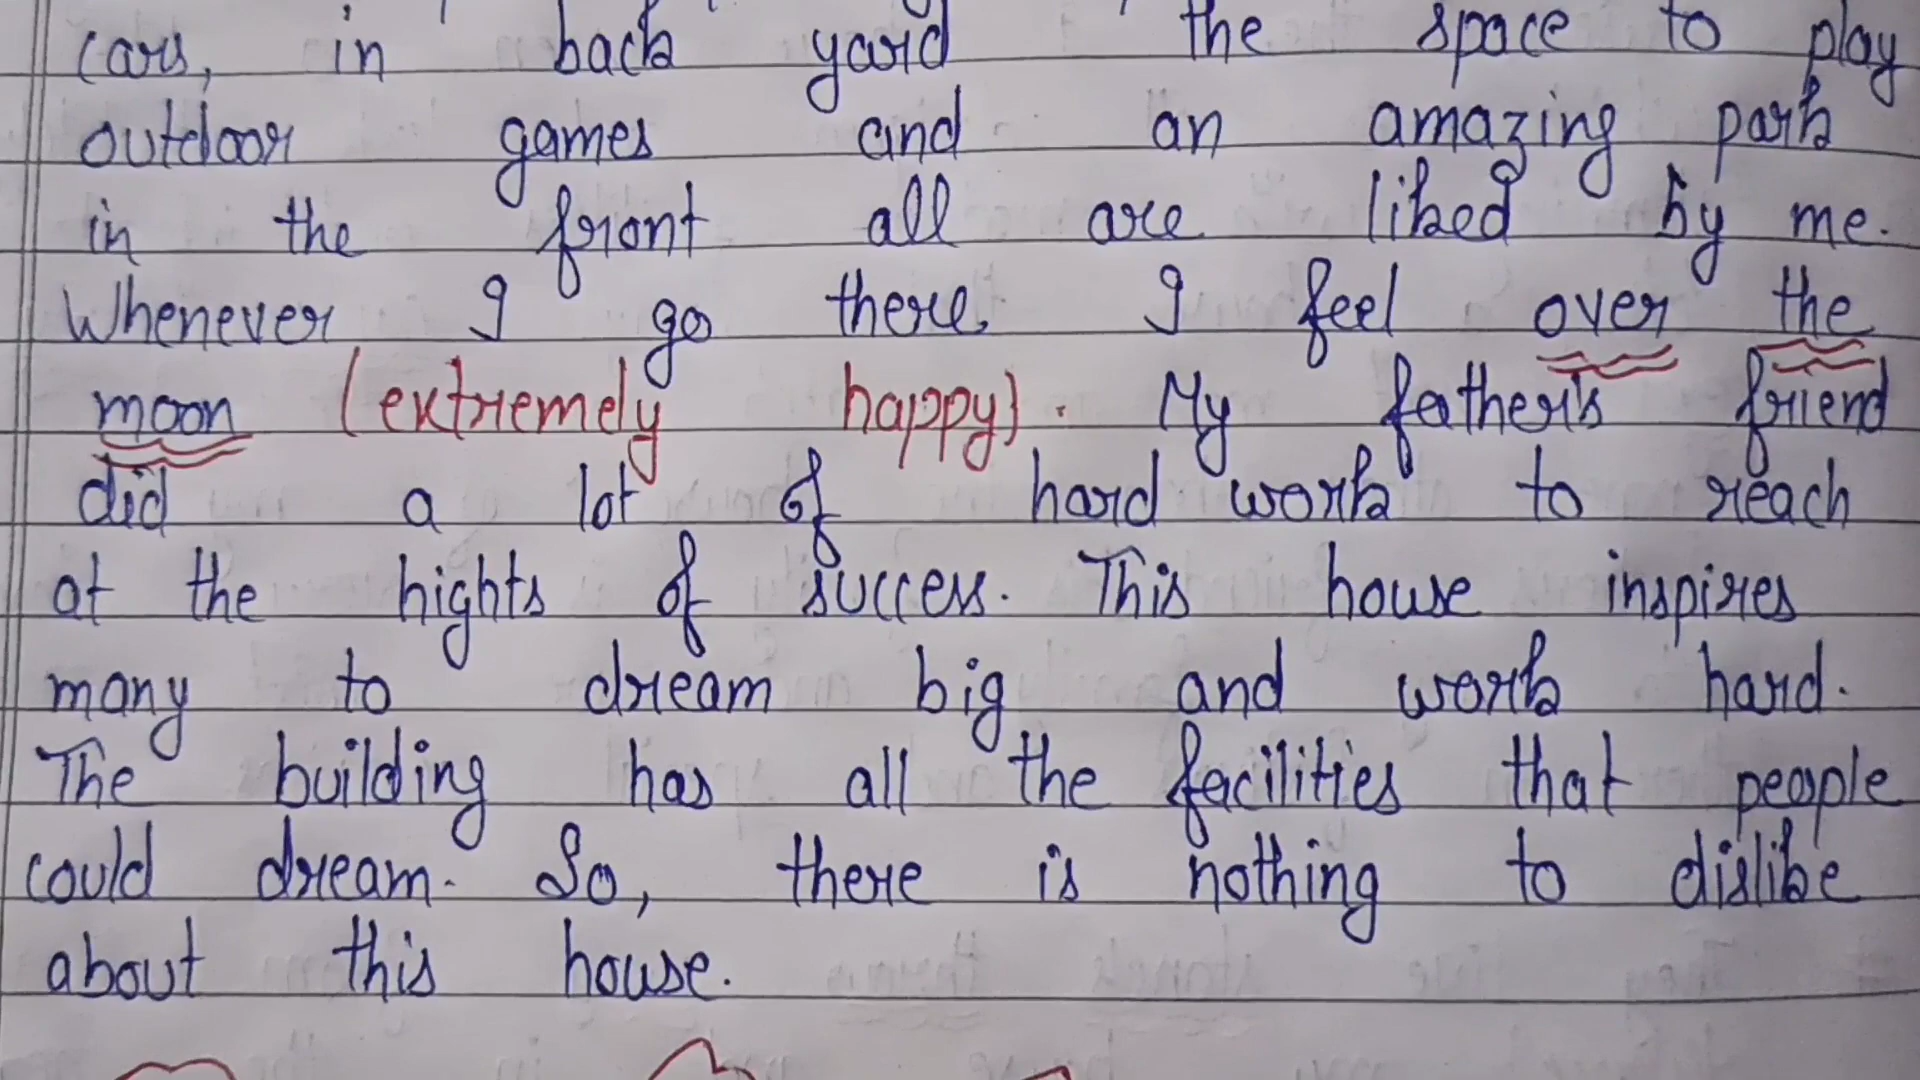 cars, in back yard the space to play
outdoor games and an amazing park
in the front all are liked by me.
Whenever I go there, I feel over the
moon (extremely happy). My father's friend
did a lot of hard work to reach
at the hights of success. This house inspires
many to dream big and work hard.
The building has all the facilities that people
could dream. So, there is nothing to dislike
about this house.